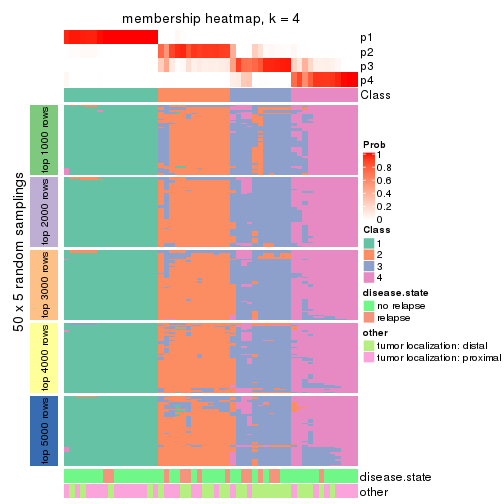 membership heatmap, k = 4
p1
p2
p3
p4
Class
50 x 5 random samplings
top 1000 rows
top 2000 rows
top 3000 rows
top 4000 rows
top 5000 rows
Prob
1
0.8
0.6
0.4
0.2
0
Class
1
2
3
4
disease.state
no relapse
relapse
other
tumor localization: distal
tumor localization: proximal
disease.state
other